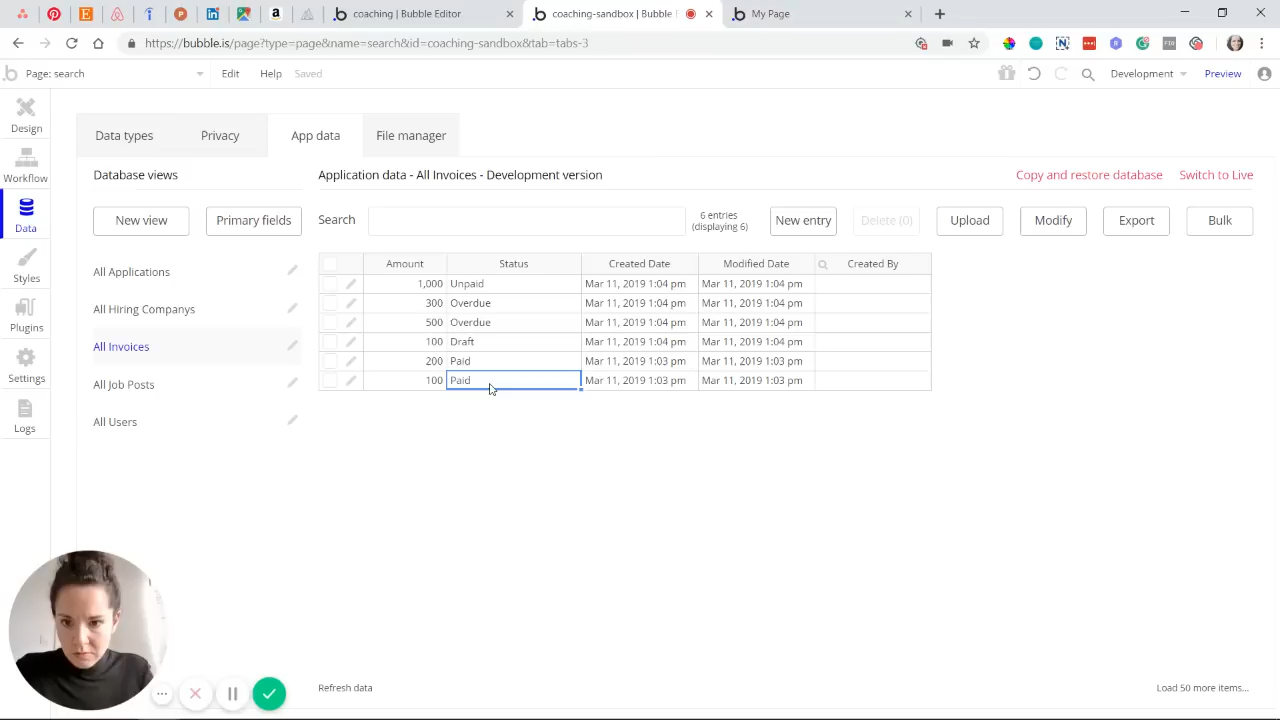 coaching | Bubble Editor
coaching-sandbox | Bubble E
My Page
https://bubble.is/page?type=page&name=search&id=coaching-sandbox&tab=tabs-3
Page: search
Edit
Help
Saved
Development
Preview
Design
Workflow
Data
Styles
Plugins
Settings
Logs
Data types
Privacy
App data
File manager
Database views
Application data - All Invoices - Development version
Copy and restore database
Switch to Live
New view
Primary fields
Search
6 entries
(displaying 6)
New entry
Delete (0)
Upload
Modify
Export
Bulk
All Applications
All Hiring Companys
All Invoices
All Job Posts
All Users
Amount Status Created Date Modified Date Created By
1,000 Unpaid Mar 11, 2019 1:04 pm Mar 11, 2019 1:04 pm
300 Overdue Mar 11, 2019 1:04 pm Mar 11, 2019 1:04 pm
500 Overdue Mar 11, 2019 1:04 pm Mar 11, 2019 1:04 pm
100 Draft Mar 11, 2019 1:04 pm Mar 11, 2019 1:04 pm
200 Paid Mar 11, 2019 1:03 pm Mar 11, 2019 1:03 pm
100 Paid Mar 11, 2019 1:03 pm Mar 11, 2019 1:03 pm
Refresh data
Load 50 more items...